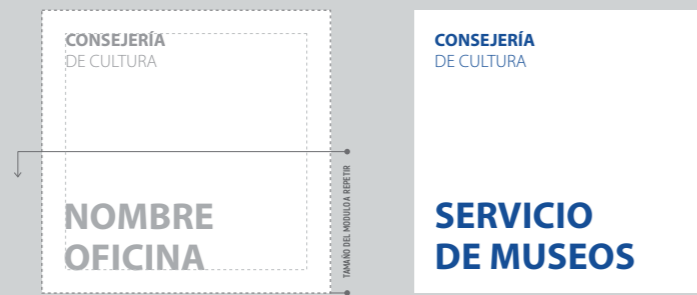 CONSEJERÍA
DE CULTURA
NOMBRE
OFICINA
TAMAÑO DEL MODULO A REPETIR
CONSEJERÍA
DE CULTURA
SERVICIO
DE MUSEOS